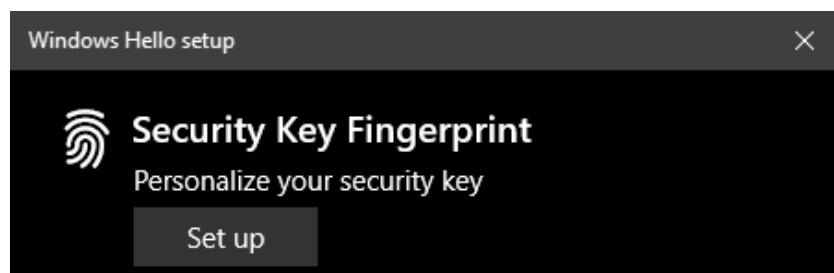 Windows Hello setup
Security Key Fingerprint
Personalize your security key
Set up